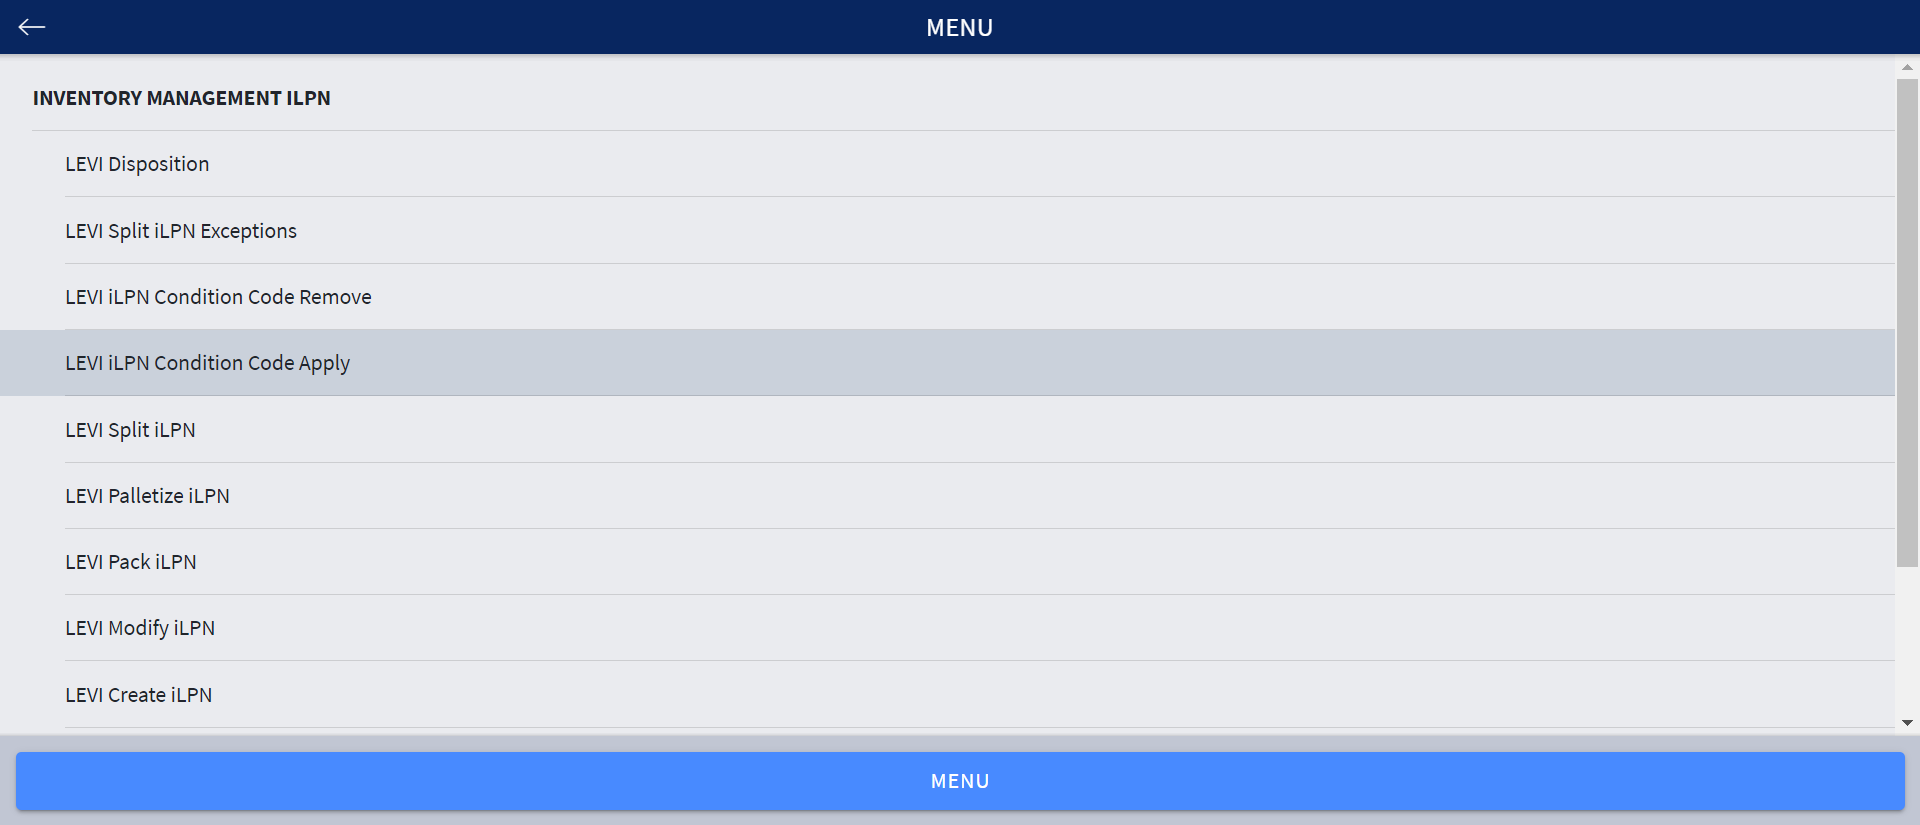 MENU
INVENTORY MANAGEMENT ILPN
LEVI Disposition
LEVI Split iLPN Exceptions
LEVI iLPN Condition Code Remove
LEVI iLPN Condition Code Apply
LEVI Split iLPN
LEVI Palletize iLPN
LEVI Pack iLPN
LEVI Modify iLPN
LEVI Create iLPN
MENU